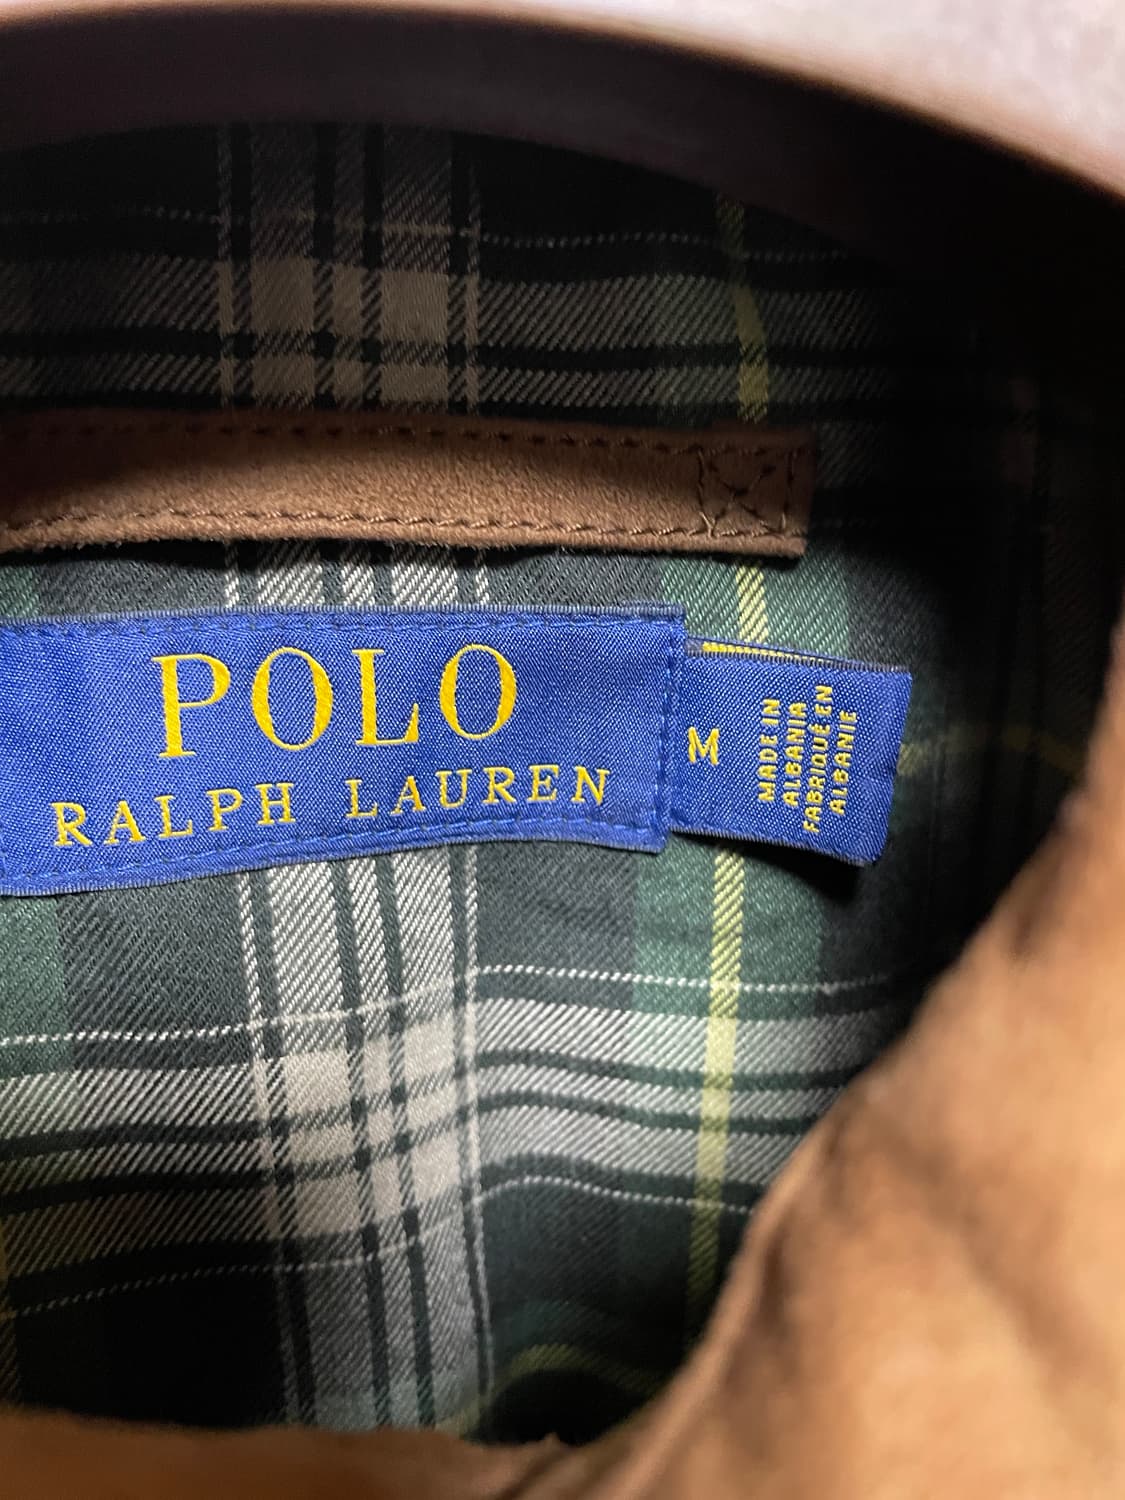 POLO
RALPH LAUREN
M
MADE IN
ALBANIA
FABRIQUÉ EN
ALBANIE